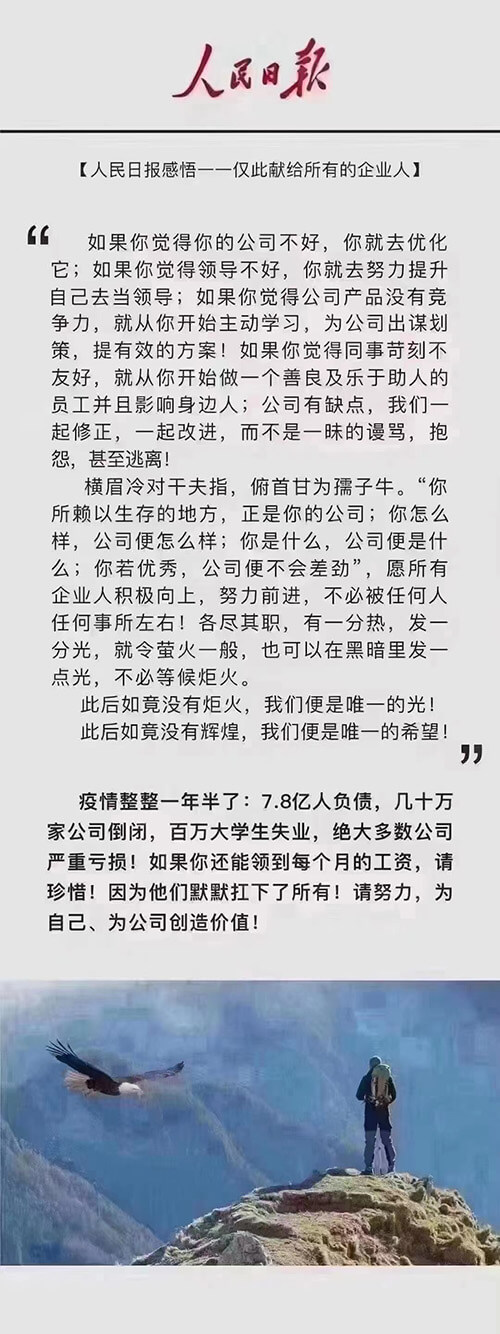 人民日报
【人民日报感悟一一仅此献给所有的企业人】
“
如果你觉得你的公司不好，你就去优化
它；如果你觉得领导不好，你就去努力提升
自己去当领导；如果你觉得公司产品没有竞
争力，就从你开始主动学习，为公司出谋划
策，提有效的方案！如果你觉得同事苛刻不
友好，就从你开始做一个善良及乐于助人的
员工并且影响身边人；公司有缺点，我们一
起修正，一起改进，而不是一昧的谩骂，抱
怨，甚至逃离！
横眉冷对干夫指，俯首甘为孺子牛。“你
所赖以生存的地方，正是你的公司；你怎么
样，公司便怎么样；你是什么，公司便是什
么；你若优秀，公司便不会差劲”，愿所有
企业人积极向上，努力前进，不必被任何人
任何事所左右！各尽其职，有一分热，发一
分光，就令萤火一般，也可以在黑暗里发一
点光，不必等候炬火。
此后如竟没有炬火，我们便是唯一的光！
此后如竟没有辉煌，我们便是唯一的希望！
”
疫情整整一年半了：7.8亿人负债，几十万
家公司倒闭，百万大学生失业，绝大多数公司
严重亏损！如果你还能领到每个月的工资，请
珍惜！因为他们默默扛下了所有！请努力，为
自己、为公司创造价值！